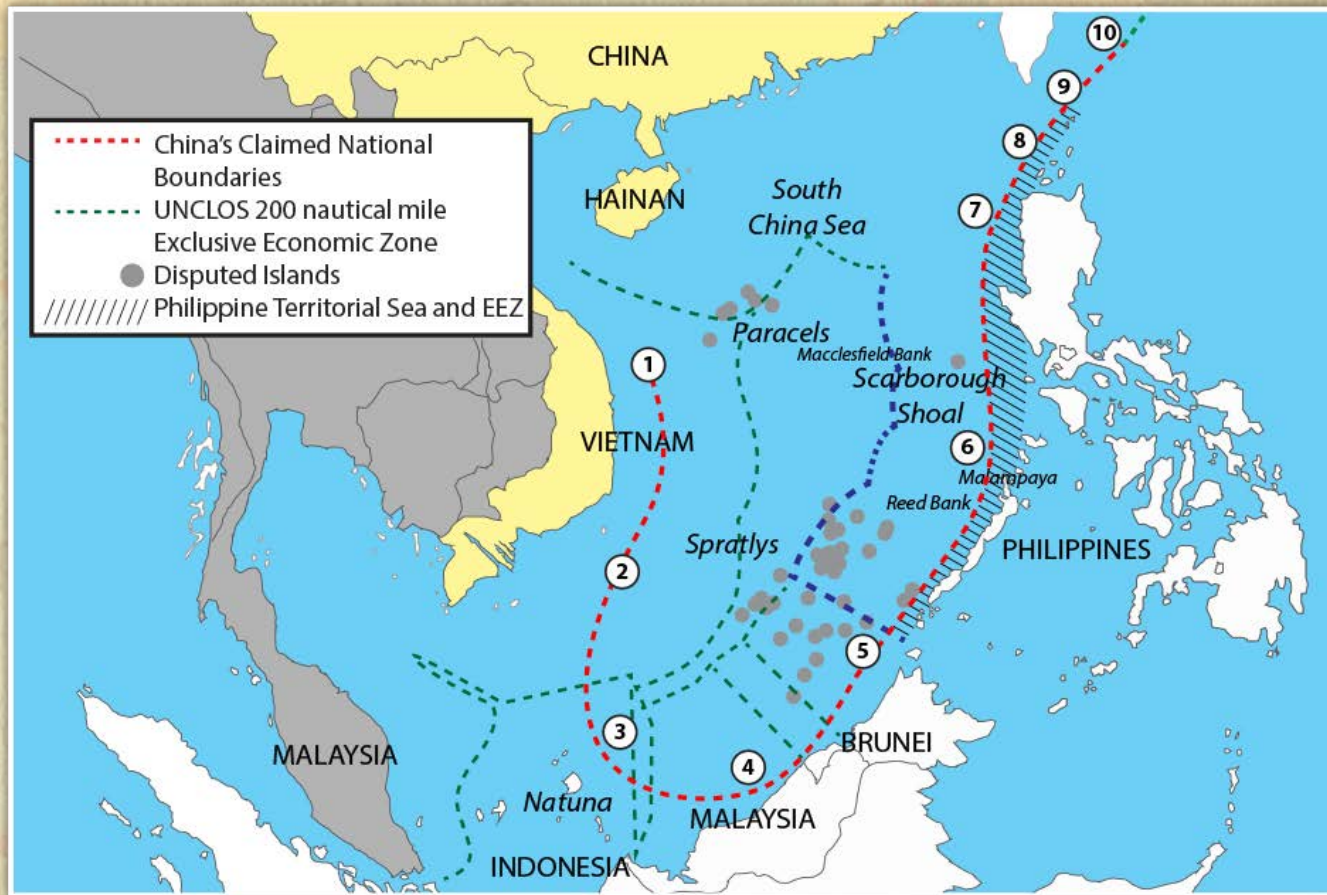 10
CHINA
9
China's Claimed National
Boundaries
UNCLOS 200 nautical mile
Exclusive Economic Zone
Disputed Islands
Philippine Territorial Sea and EEZ
8
HAINAN
South
China Sea
7
Paracels
Macclesfield Bank
1
Scarborough
Shoal
VIETNAM
6
Malampaya
Reed Bank
Spratlys
PHILIPPINES
2
5
3
BRUNEI
MALAYSIA
4
Natuna
MALAYSIA
INDONESIA